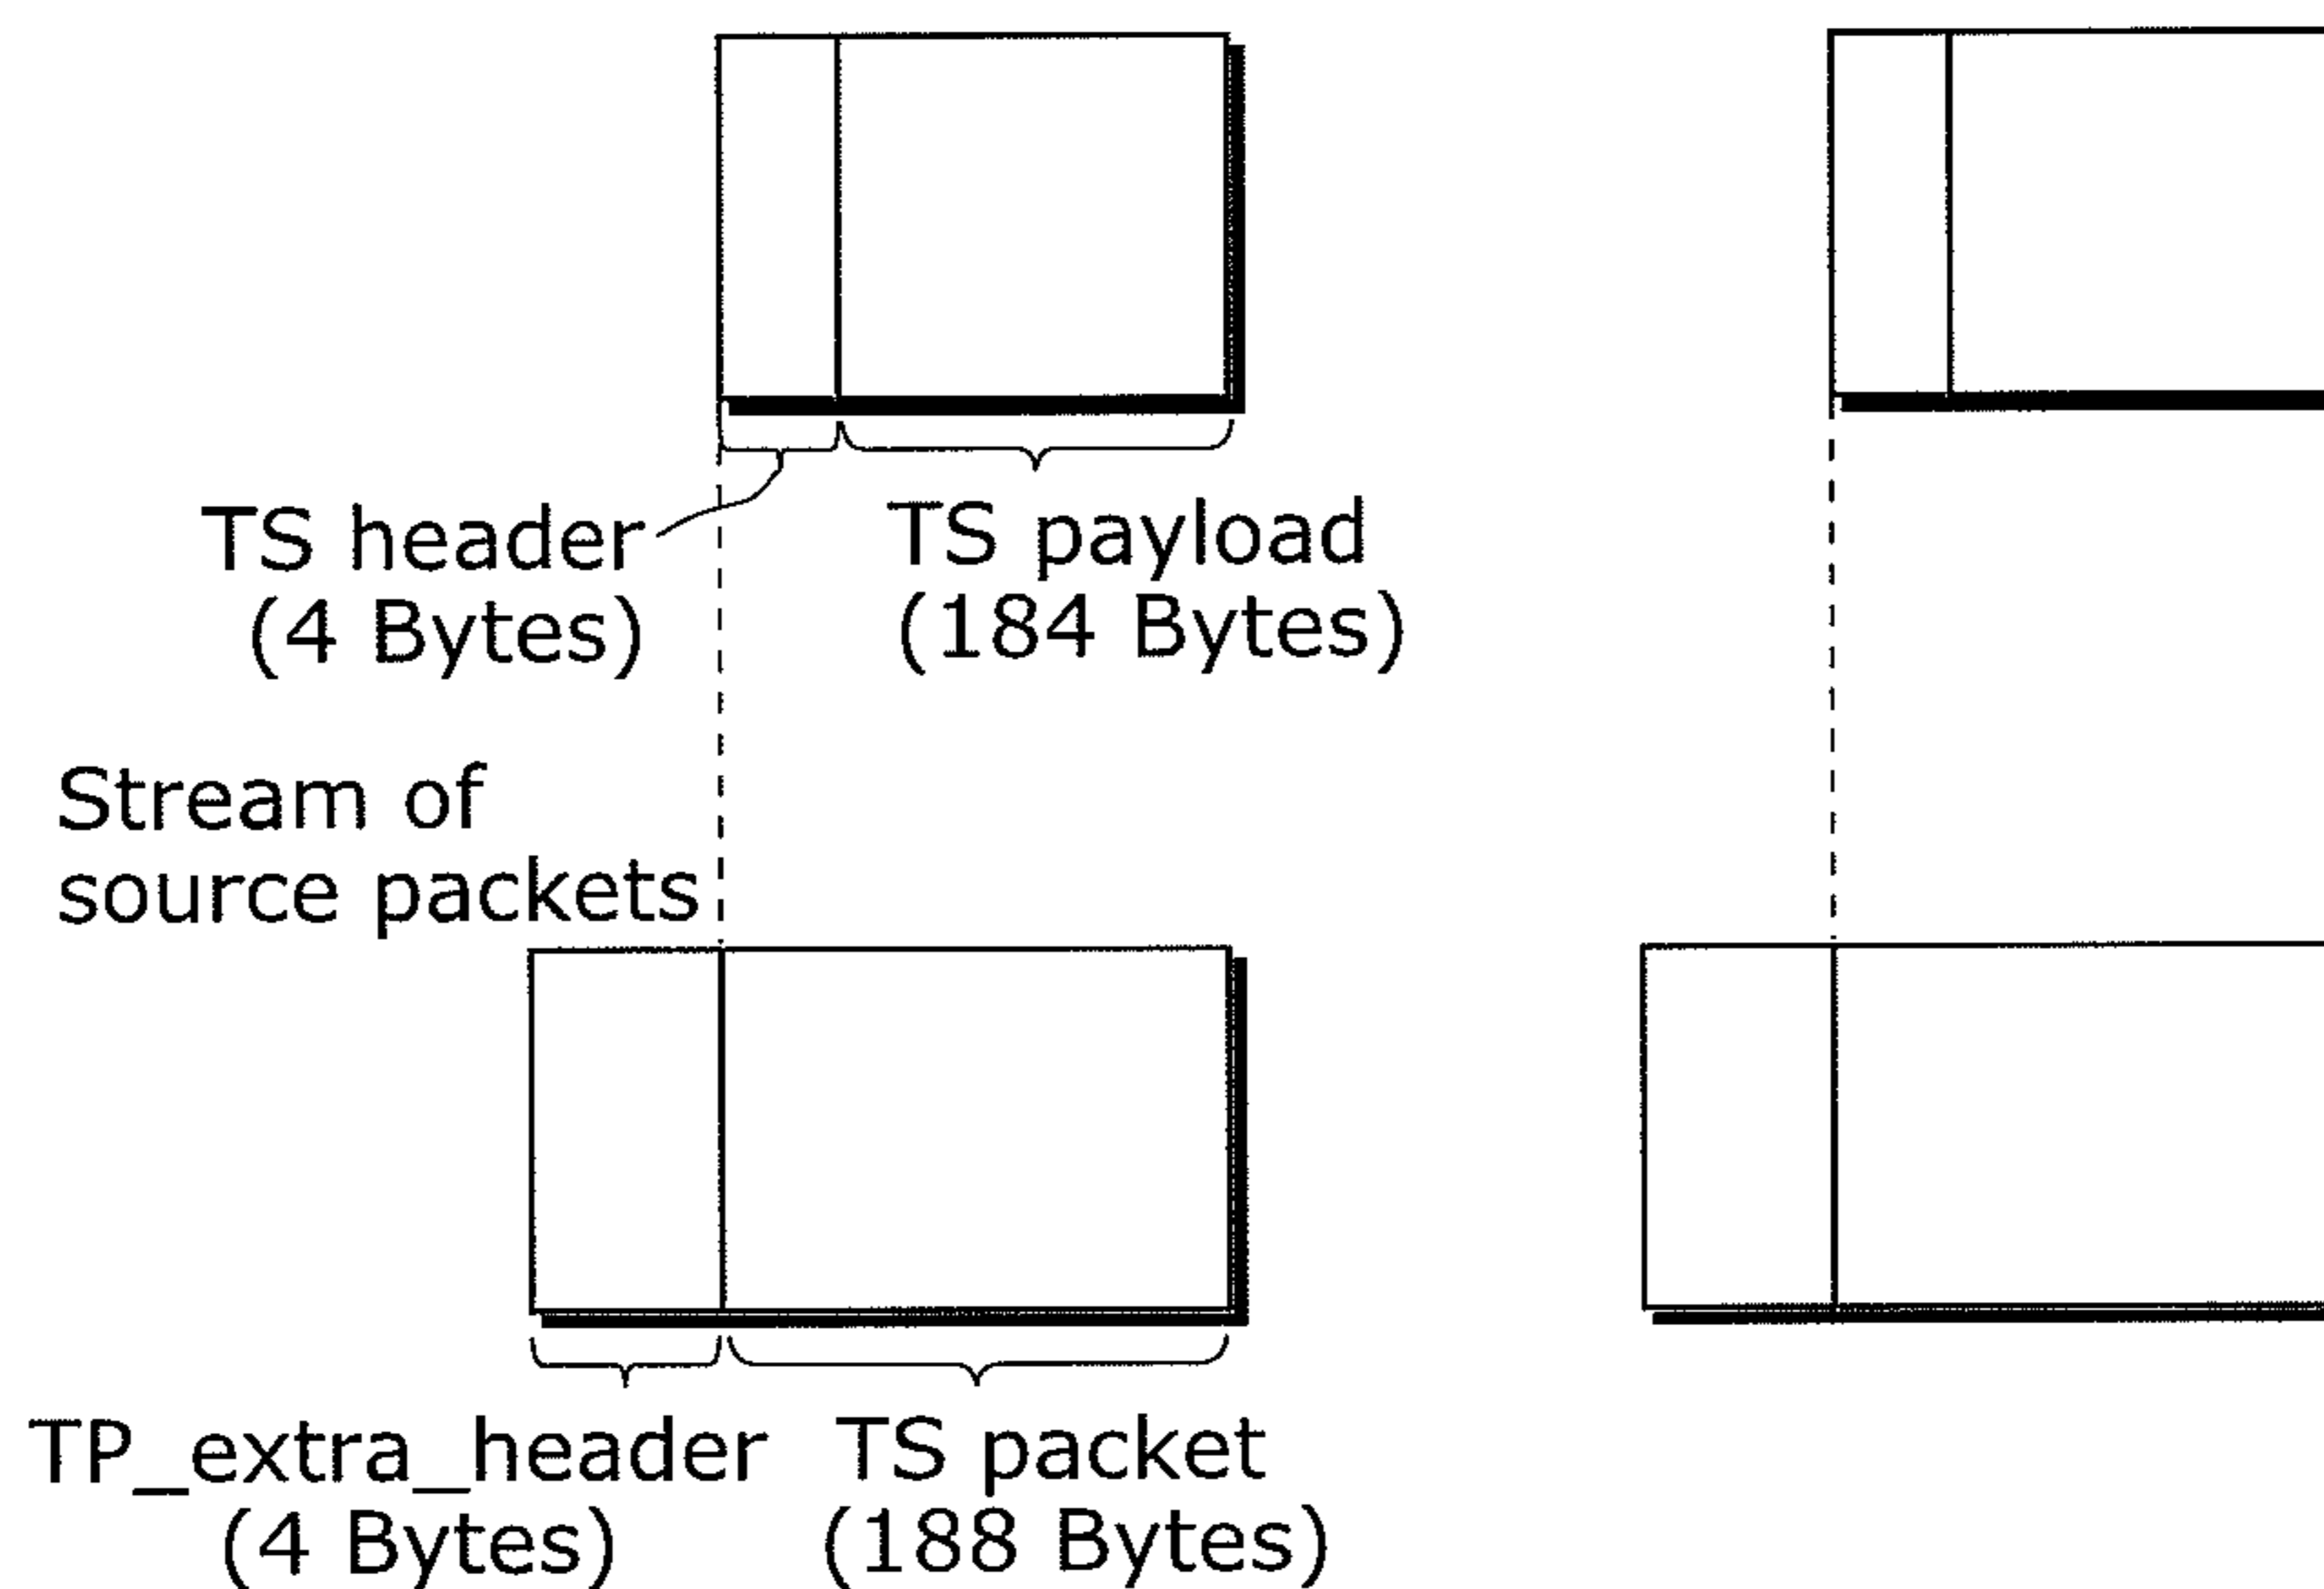 TS header
(4 Bytes)
TS payload
(184 Bytes)
Stream of
source packets
TP_extra_header
(4 Bytes)
TS packet
(188 Bytes)